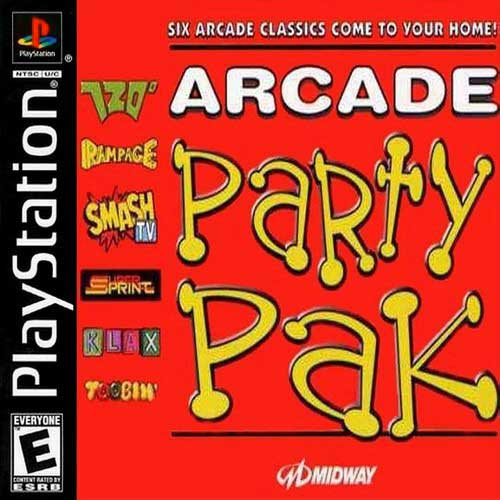 PlayStation
NTSC U/C
PlayStation
EVERYONE
E
CONTENT RATED BY
ESRB
SIX ARCADE CLASSICS COME TO YOUR HOME!
ARCADE
PARTY
PAK
720°
RAMPAGE
SMASH
TV
SUPER
SPRINT
KLAX
TOOBIN'
MIDWAY